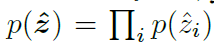 p(ẑ) = ∏ᵢ p(ẑᵢ)